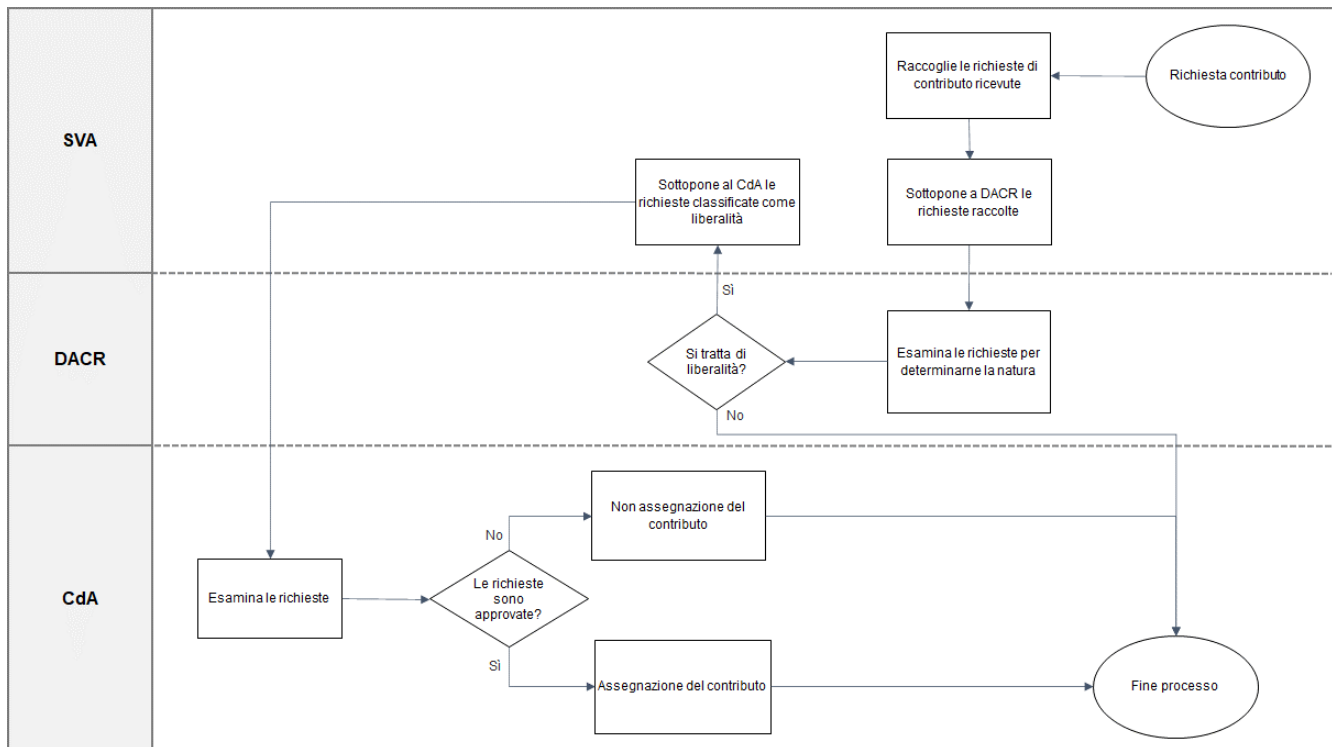 SVA
Raccoglie le richieste di
contributo ricevute
Richiesta contributo
Sottopone al CdA le
richieste classificate come
liberalità
Sottopone a DACR le
richieste raccolte
DACR
Sì
Si tratta di
liberalità?
Esamina le richieste per
determinarne la natura
No
CdA
Non assegnazione del
contributo
No
Esamina le richieste
Le richieste
sono
approvate?
Sì
Assegnazione del contributo
Fine processo